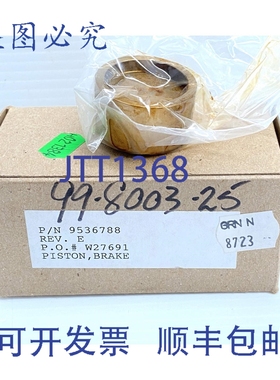 盗图必究
JTT1368
99-8003-25
P/N 9536788
REV. E
P.O.# W27691
PISTON,BRAKE
GRN N
8723
可开发票 顺丰包邮